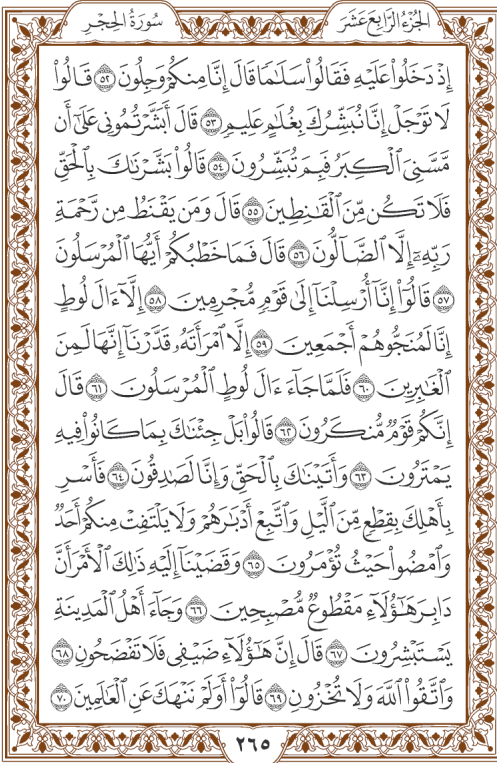 الجُزْءُ الرَّابِعَ عَشَرَ
سُورَةُ الحِجْرِ
إِذْ دَخَلُوا۟ عَلَيْهِ فَقَالُوا۟ سَلَـٰمًا قَالَ إِنَّا مِنكُمْ وَجِلُونَ ٥٢ قَالُوا۟
لَا تَوْجَلْ إِنَّا نُبَشِّرُكَ بِغُلَـٰمٍ عَلِيمٍ ٥٣ قَالَ أَبَشَّرْتُمُونِى عَلَىٰٓ أَن
مَّسَّنِىَ ٱلْكِبَرُ فَبِمَ تُبَشِّرُونَ ٥٤ قَالُوا۟ بَشَّرْنَـٰكَ بِٱلْحَقِّ
فَلَا تَكُن مِّنَ ٱلْقَـٰنِطِينَ ٥٥ قَالَ وَمَن يَقْنَطُ مِن رَّحْمَةِ
رَبِّهِۦٓ إِلَّا ٱلضَّآلُّونَ ٥٦ قَالَ فَمَا خَطْبُكُمْ أَيُّهَا ٱلْمُرْسَلُونَ
٥٧ قَالُوٓا۟ إِنَّآ أُرْسِلْنَآ إِلَىٰ قَوْمٍ مُّجْرِمِينَ ٥٨ إِلَّآ ءَالَ لُوطٍ
إِنَّا لَمُنَجُّوهُمْ أَجْمَعِينَ ٥٩ إِلَّا ٱمْرَأَتَهُۥ قَدَّرْنَآ إِنَّهَا لَمِنَ
ٱلْغَـٰبِرِينَ ٦٠ فَلَمَّا جَآءَ ءَالَ لُوطٍ ٱلْمُرْسَلُونَ ٦١ قَالَ
إِنَّكُمْ قَوْمٌ مُّنكَرُونَ ٦٢ قَالُوا۟ بَلْ جِئْنَـٰكَ بِمَا كَانُوا۟ فِيهِ
يَمْتَرُونَ ٦٣ وَأَتَيْنَـٰكَ بِٱلْحَقِّ وَإِنَّا لَصَـٰدِقُونَ ٦٤ فَأَسْرِ
بِأَهْلِكَ بِقِطْعٍ مِّنَ ٱلَّيْلِ وَٱتَّبِعْ أَدْبَـٰرَهُمْ وَلَا يَلْتَفِتْ مِنكُمْ أَحَدٌ
وَٱمْضُوا۟ حَيْثُ تُؤْمَرُونَ ٦٥ وَقَضَيْنَآ إِلَيْهِ ذَٰلِكَ ٱلْأَمْرَ أَنَّ
دَابِرَ هَـٰٓؤُلَآءِ مَقْطُوعٌ مُّصْبِحِينَ ٦٦ وَجَآءَ أَهْلُ ٱلْمَدِينَةِ
يَسْتَبْشِرُونَ ٦٧ قَالَ إِنَّ هَـٰٓؤُلَآءِ ضَيْفِى فَلَا تَفْضَحُونِ ٦٨
وَٱتَّقُوا۟ ٱللَّهَ وَلَا تُخْزُونِ ٦٩ قَالُوٓا۟ أَوَلَمْ نَنْهَكَ عَنِ ٱلْعَـٰلَمِينَ ٧٠
٢٦٥